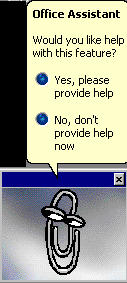 Office Assistant
Would you like help
with this feature?
Yes, please
provide help
No, don't
provide help
now